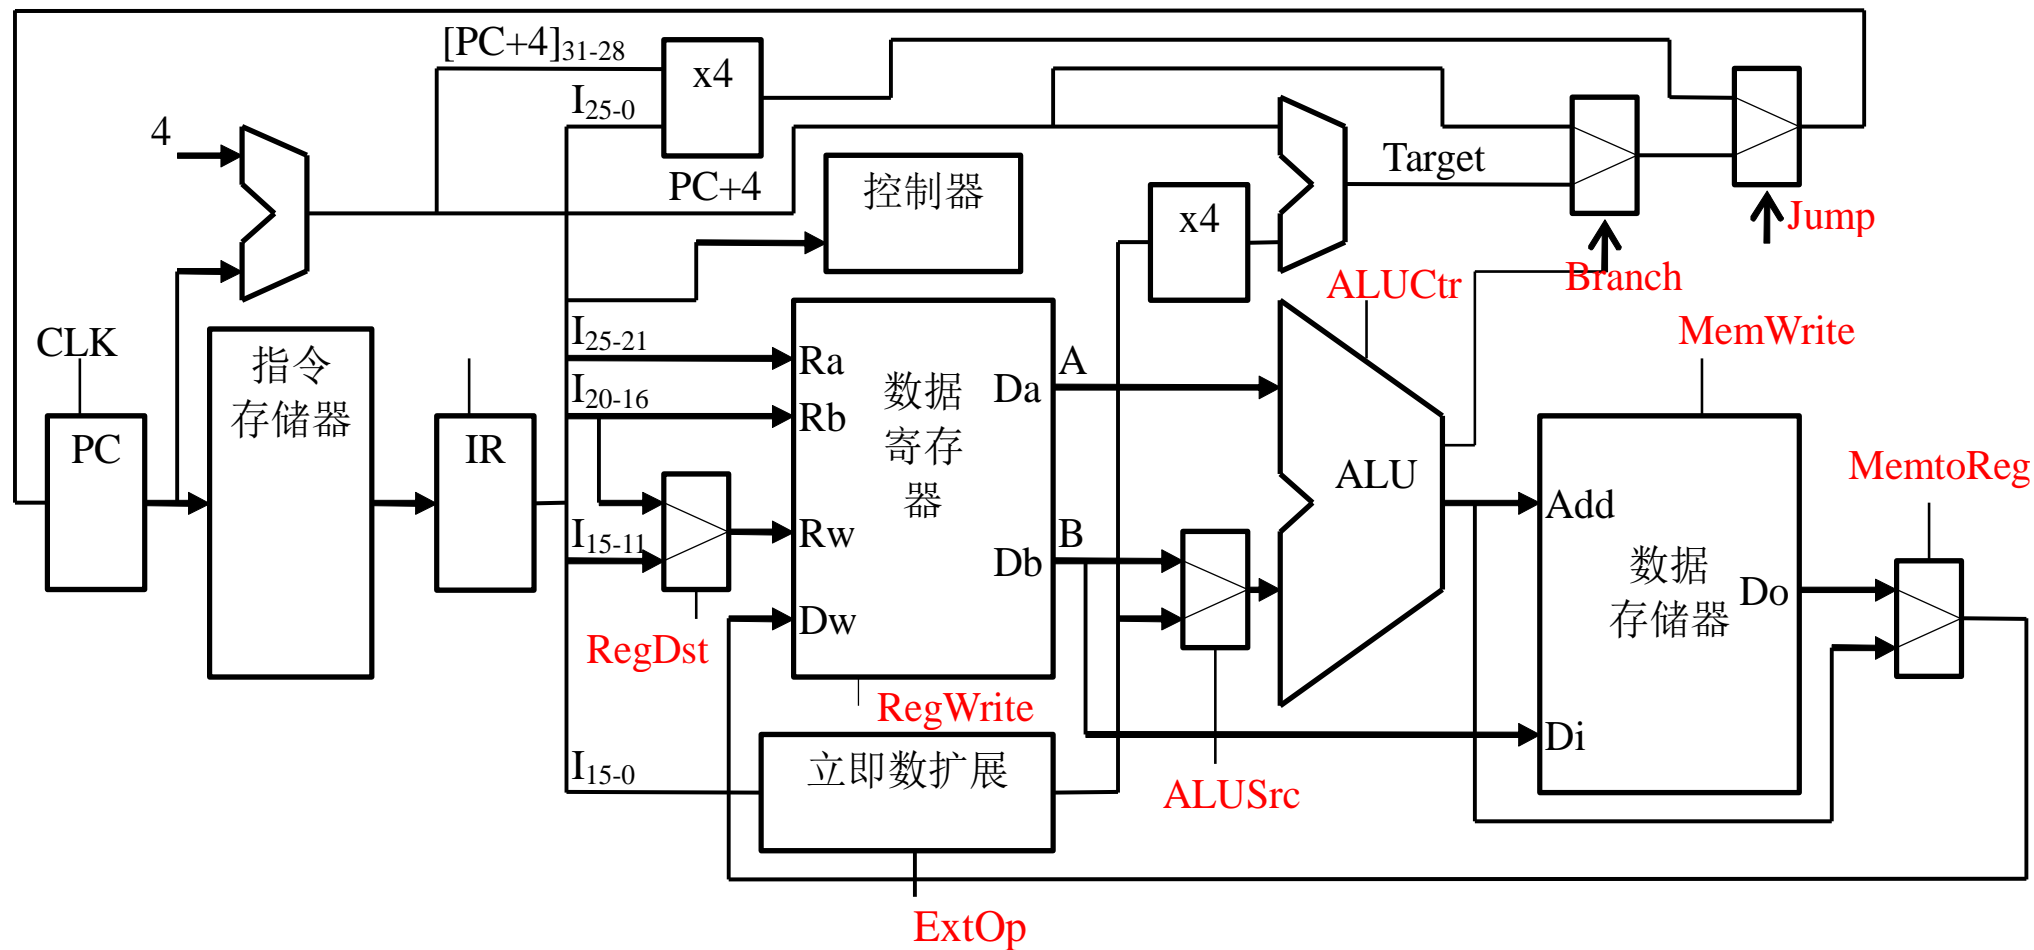 [PC+4]31-28
x4
I25-0
4
PC+4
控制器
Target
x4
Jump
Branch
ALUCtr
MemWrite
CLK
指令
存储器
I25-21
Ra
A
数据
寄存
器
Da
I20-16
Rb
PC
IR
ALU
MemtoReg
Add
I15-11
Rw
B
Db
数据
存储器
Do
Dw
RegDst
RegWrite
Di
I15-0
立即数扩展
ALUSrc
ExtOp